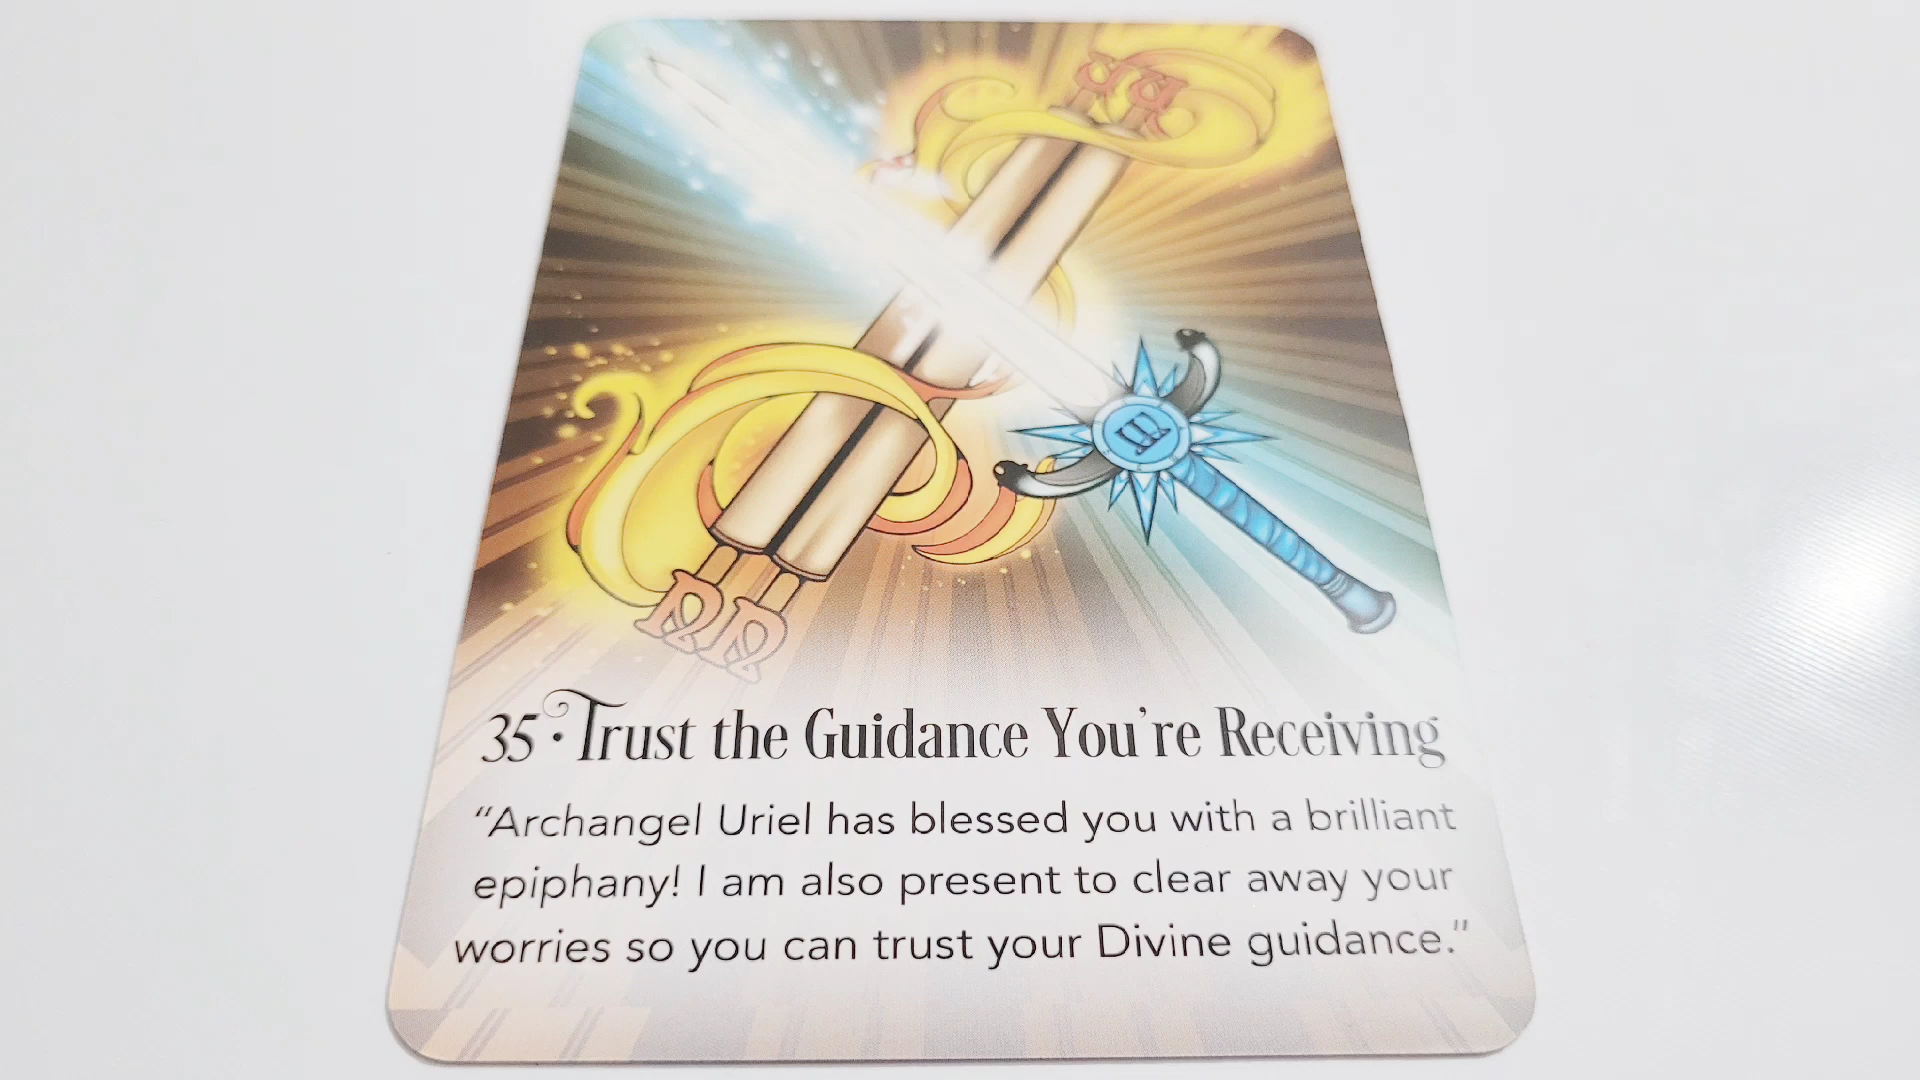 35 · Trust the Guidance You're Receiving
“Archangel Uriel has blessed you with a brilliant
epiphany! I am also present to clear away your
worries so you can trust your Divine guidance.”